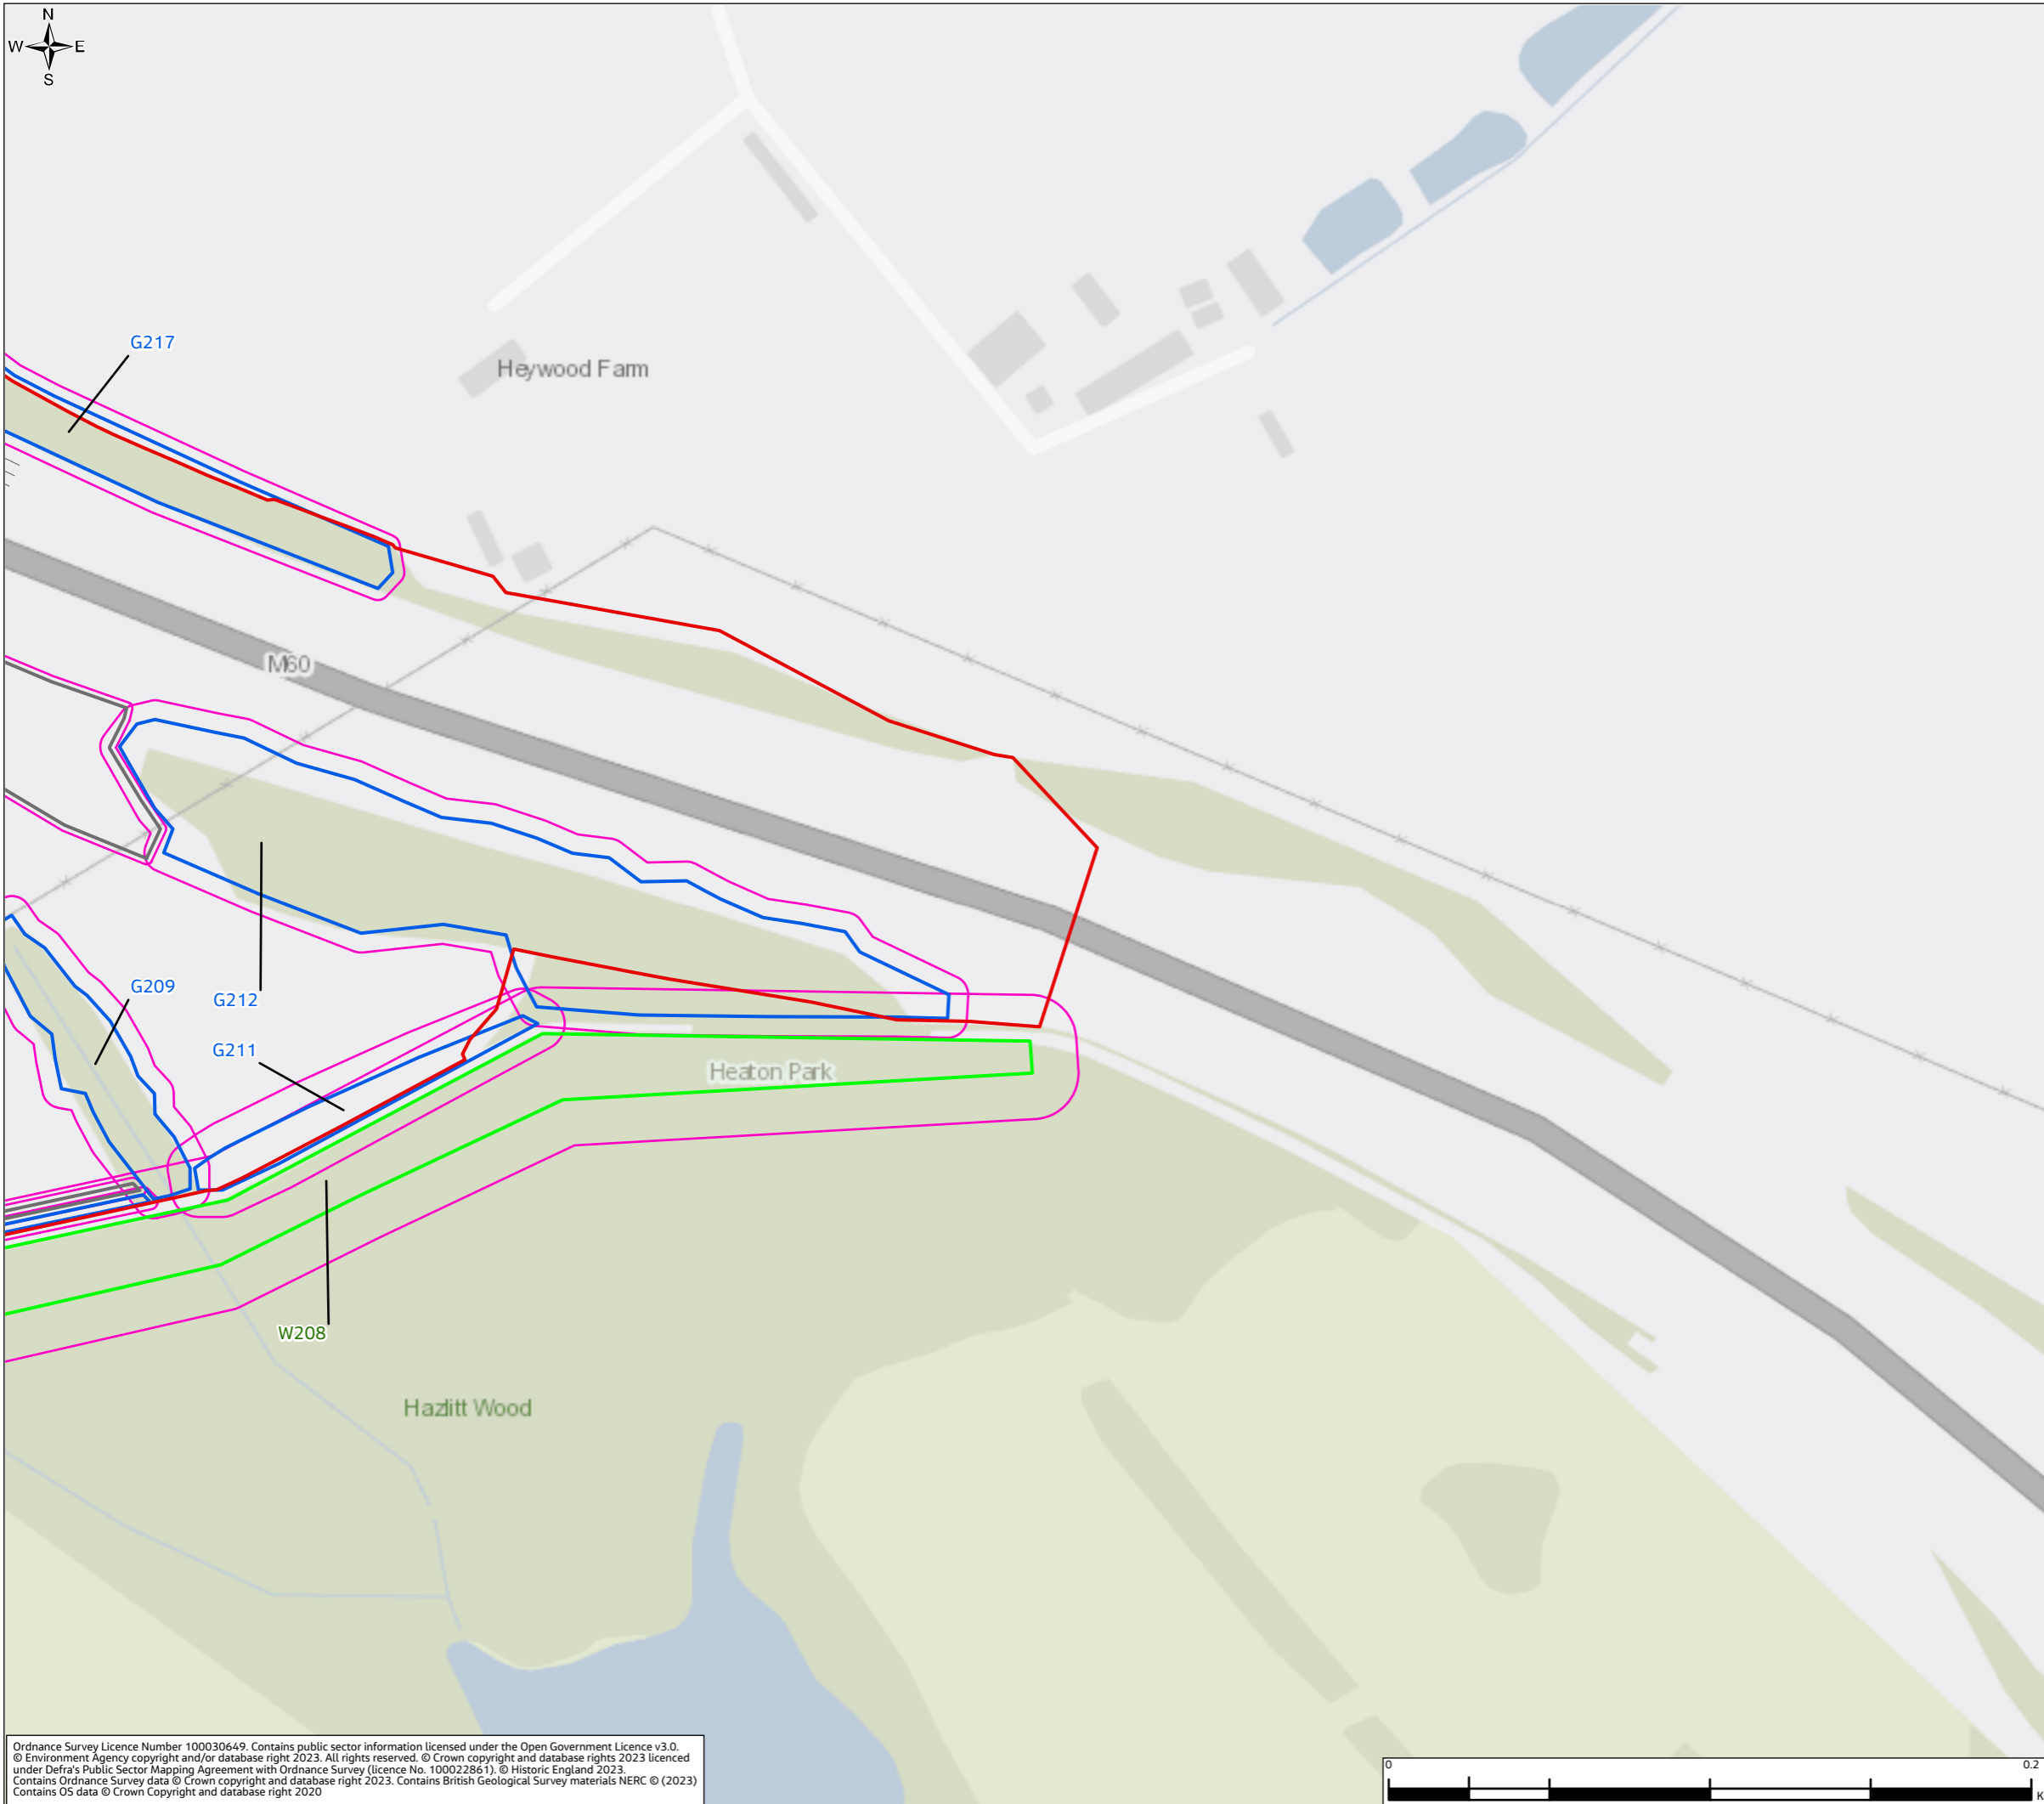 N
W E
S
G217
Heywood Farm
M60
G209
G212
G211
Heaton Park
W208
Hazlitt Wood
Ordnance Survey Licence Number 100030649. Contains public sector information licensed under the Open Government Licence v3.0.
© Environment Agency copyright and/or database right 2023. All rights reserved. © Crown copyright and database rights 2023 licenced
under Defra's Public Sector Mapping Agreement with Ordnance Survey (licence No. 100022861). © Historic England 2023.
Contains Ordnance Survey data © Crown copyright and database right 2023. Contains British Geological Survey materials NERC © (2023)
Contains OS data © Crown Copyright and database right 2020
0 0.2